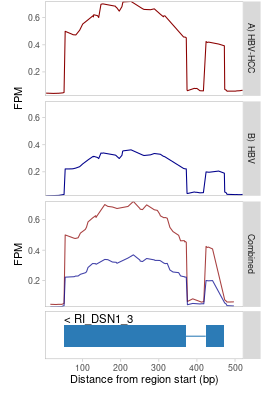 0.6
0.4
0.2
A) HBV-HCC
FPM
0.6
0.4
0.2
B) HBV
0.6
0.4
0.2
FPM
Combined
< RI_DSN1_3
100 200 300 400 500
Distance from region start (bp)